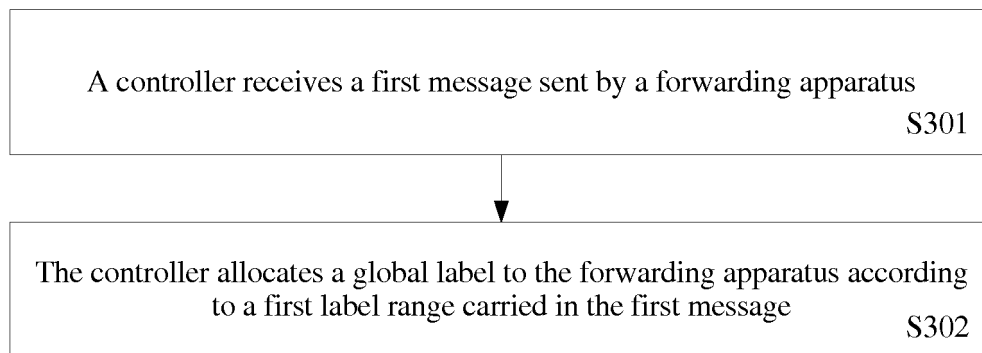 A controller receives a first message sent by a forwarding apparatus
S301
The controller allocates a global label to the forwarding apparatus according
to a first label range carried in the first message
S302